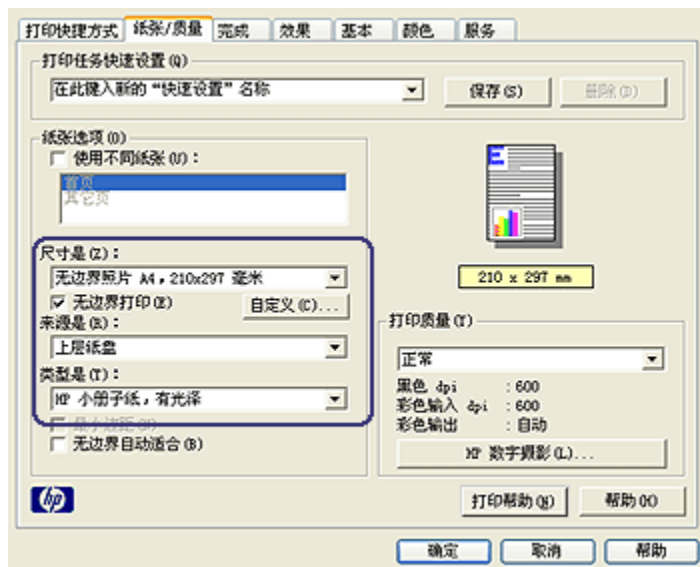 打印快捷方式 纸张/质量 完成 效果 基本 颜色 服务
打印任务快速设置(Q)
在此键入新的“快速设置”名称
保存(S) 删除(D)
纸张选项(O)
使用不同纸张(U)：
首页
其它页
尺寸是(Z)：
无边界照片 A4，210x297 毫米
无边界打印(E) 自定义(C)...
来源是(R)：
上层纸盘
类型是(T)：
HP 小册子纸，有光泽
最小边距(M)
无边界自动适合(B)
E
210 x 297 mm
打印质量(T)
正常
黑色 dpi : 600
彩色输入 dpi : 600
彩色输出 : 自动
HP 数字摄影(L)...
hp
打印帮助(N) 帮助(K)
确定 取消 帮助